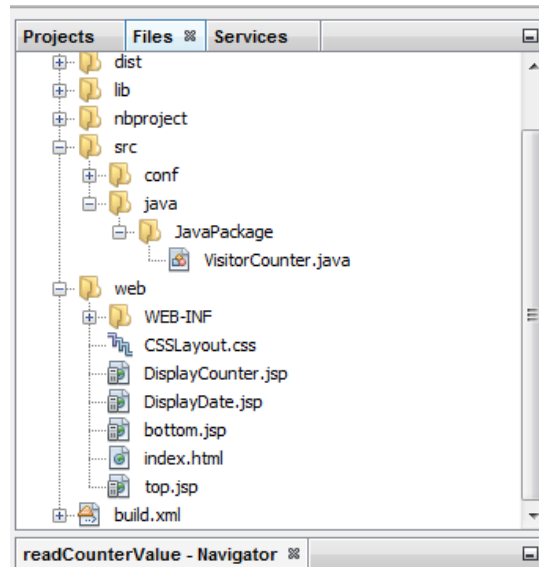 Projects Files Services
dist
lib
nbproject
src
conf
java
JavaPackage
VisitorCounter.java
web
WEB-INF
CSSLayout.css
DisplayCounter.jsp
DisplayDate.jsp
bottom.jsp
index.html
top.jsp
build.xml
readCounterValue - Navigator